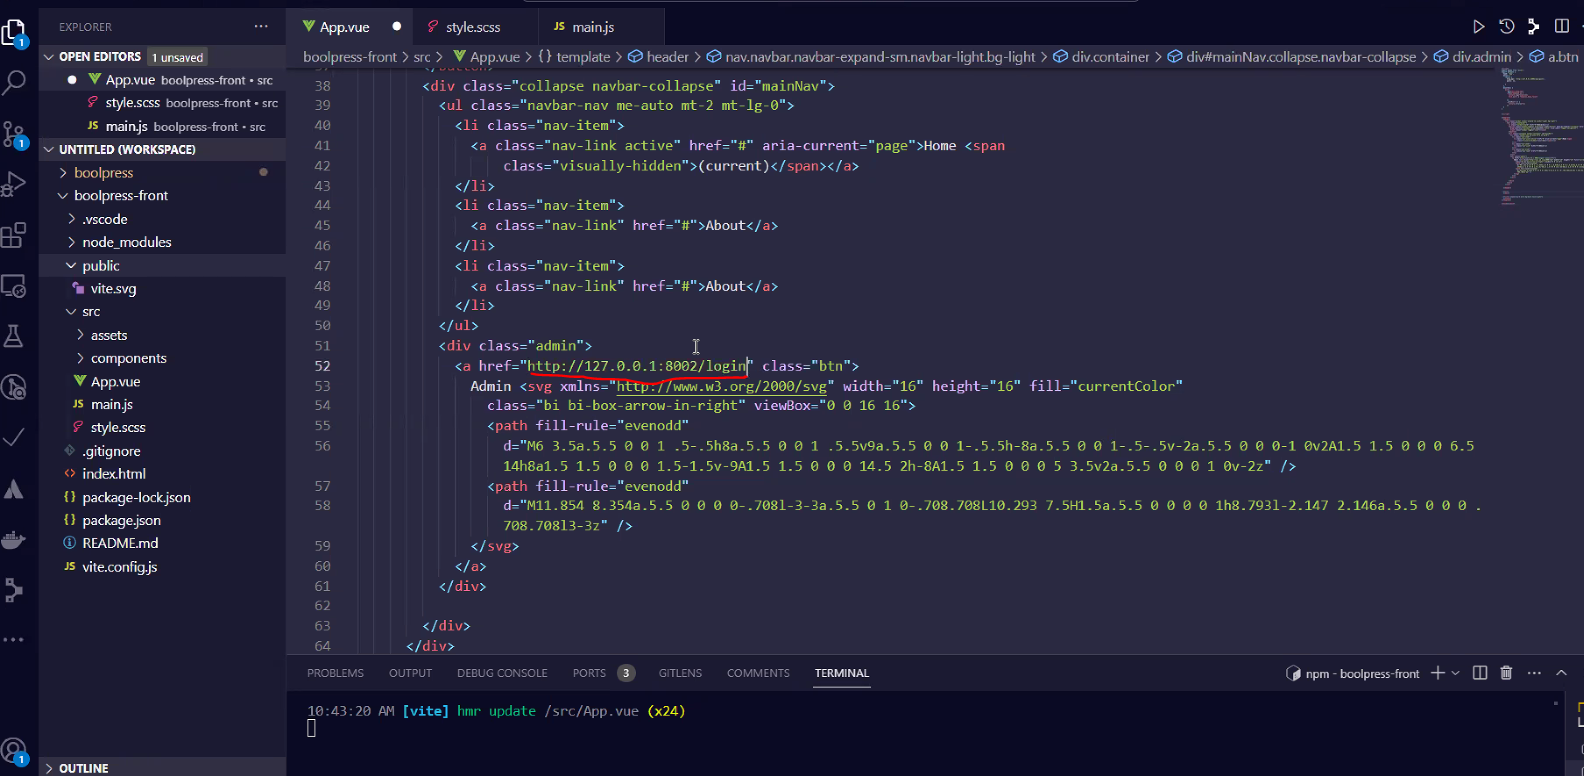 EXPLORER ...
App.vue
style.scss
JS main.js
OPEN EDITORS 1 unsaved
App.vue boolpress-front • src
style.scss boolpress-front • src
JS main.js boolpress-front • src
UNTITLED (WORKSPACE)
boolpress
boolpress-front
.vscode
node_modules
public
vite.svg
src
assets
components
App.vue
JS main.js
style.scss
.gitignore
index.html
package-lock.json
package.json
README.md
vite.config.js
OUTLINE
1
1
1
boolpress-front > src > App.vue > {} template > header > nav.navbar.navbar-expand-sm.navbar-light.bg-light > div.container > div#mainNav.collapse.navbar-collapse > div.admin > a.btn
37 </button>
38 <div class="collapse navbar-collapse" id="mainNav">
39 <ul class="navbar-nav me-auto mt-2 mt-lg-0">
40 <li class="nav-item">
41 <a class="nav-link active" href="#" aria-current="page">Home <span
42 class="visually-hidden">(current)</span></a>
43 </li>
44 <li class="nav-item">
45 <a class="nav-link" href="#">About</a>
46 </li>
47 <li class="nav-item">
48 <a class="nav-link" href="#">About</a>
49 </li>
50 </ul>
51 <div class="admin">
52 <a href="http://127.0.0.1:8002/login" class="btn">
53 Admin <svg xmlns="http://www.w3.org/2000/svg" width="16" height="16" fill="currentColor"
54 class="bi bi-box-arrow-in-right" viewBox="0 0 16 16">
55 <path fill-rule="evenodd"
56 d="M6 3.5a.5.5 0 0 1 .5-.5h8a.5.5 0 0 1 .5.5v9a.5.5 0 0 1-.5.5h-8a.5.5 0 0 1-.5-.5v-2a.5.5 0 0 0-1 0v2A1.5 1.5 0 0 0 6.5
14h8a1.5 1.5 0 0 0 1.5-1.5v-9A1.5 1.5 0 0 0 14.5 2h-8A1.5 1.5 0 0 0 5 3.5v2a.5.5 0 0 0 1 0v-2z" />
57 <path fill-rule="evenodd"
58 d="M11.854 8.354a.5.5 0 0 0 0-.708l-3-3a.5.5 0 1 0-.708.708L10.293 7.5H1.5a.5.5 0 0 0 0 1h8.793l-2.147 2.146a.5.5 0 0 0 .
708.708l3-3z" />
59 </svg>
60 </a>
61 </div>
62
63 </div>
64 </div>
PROBLEMS OUTPUT DEBUG CONSOLE PORTS 3 GITLENS COMMENTS TERMINAL
npm - boolpress-front
10:43:20 AM [vite] hmr update /src/App.vue (x24)